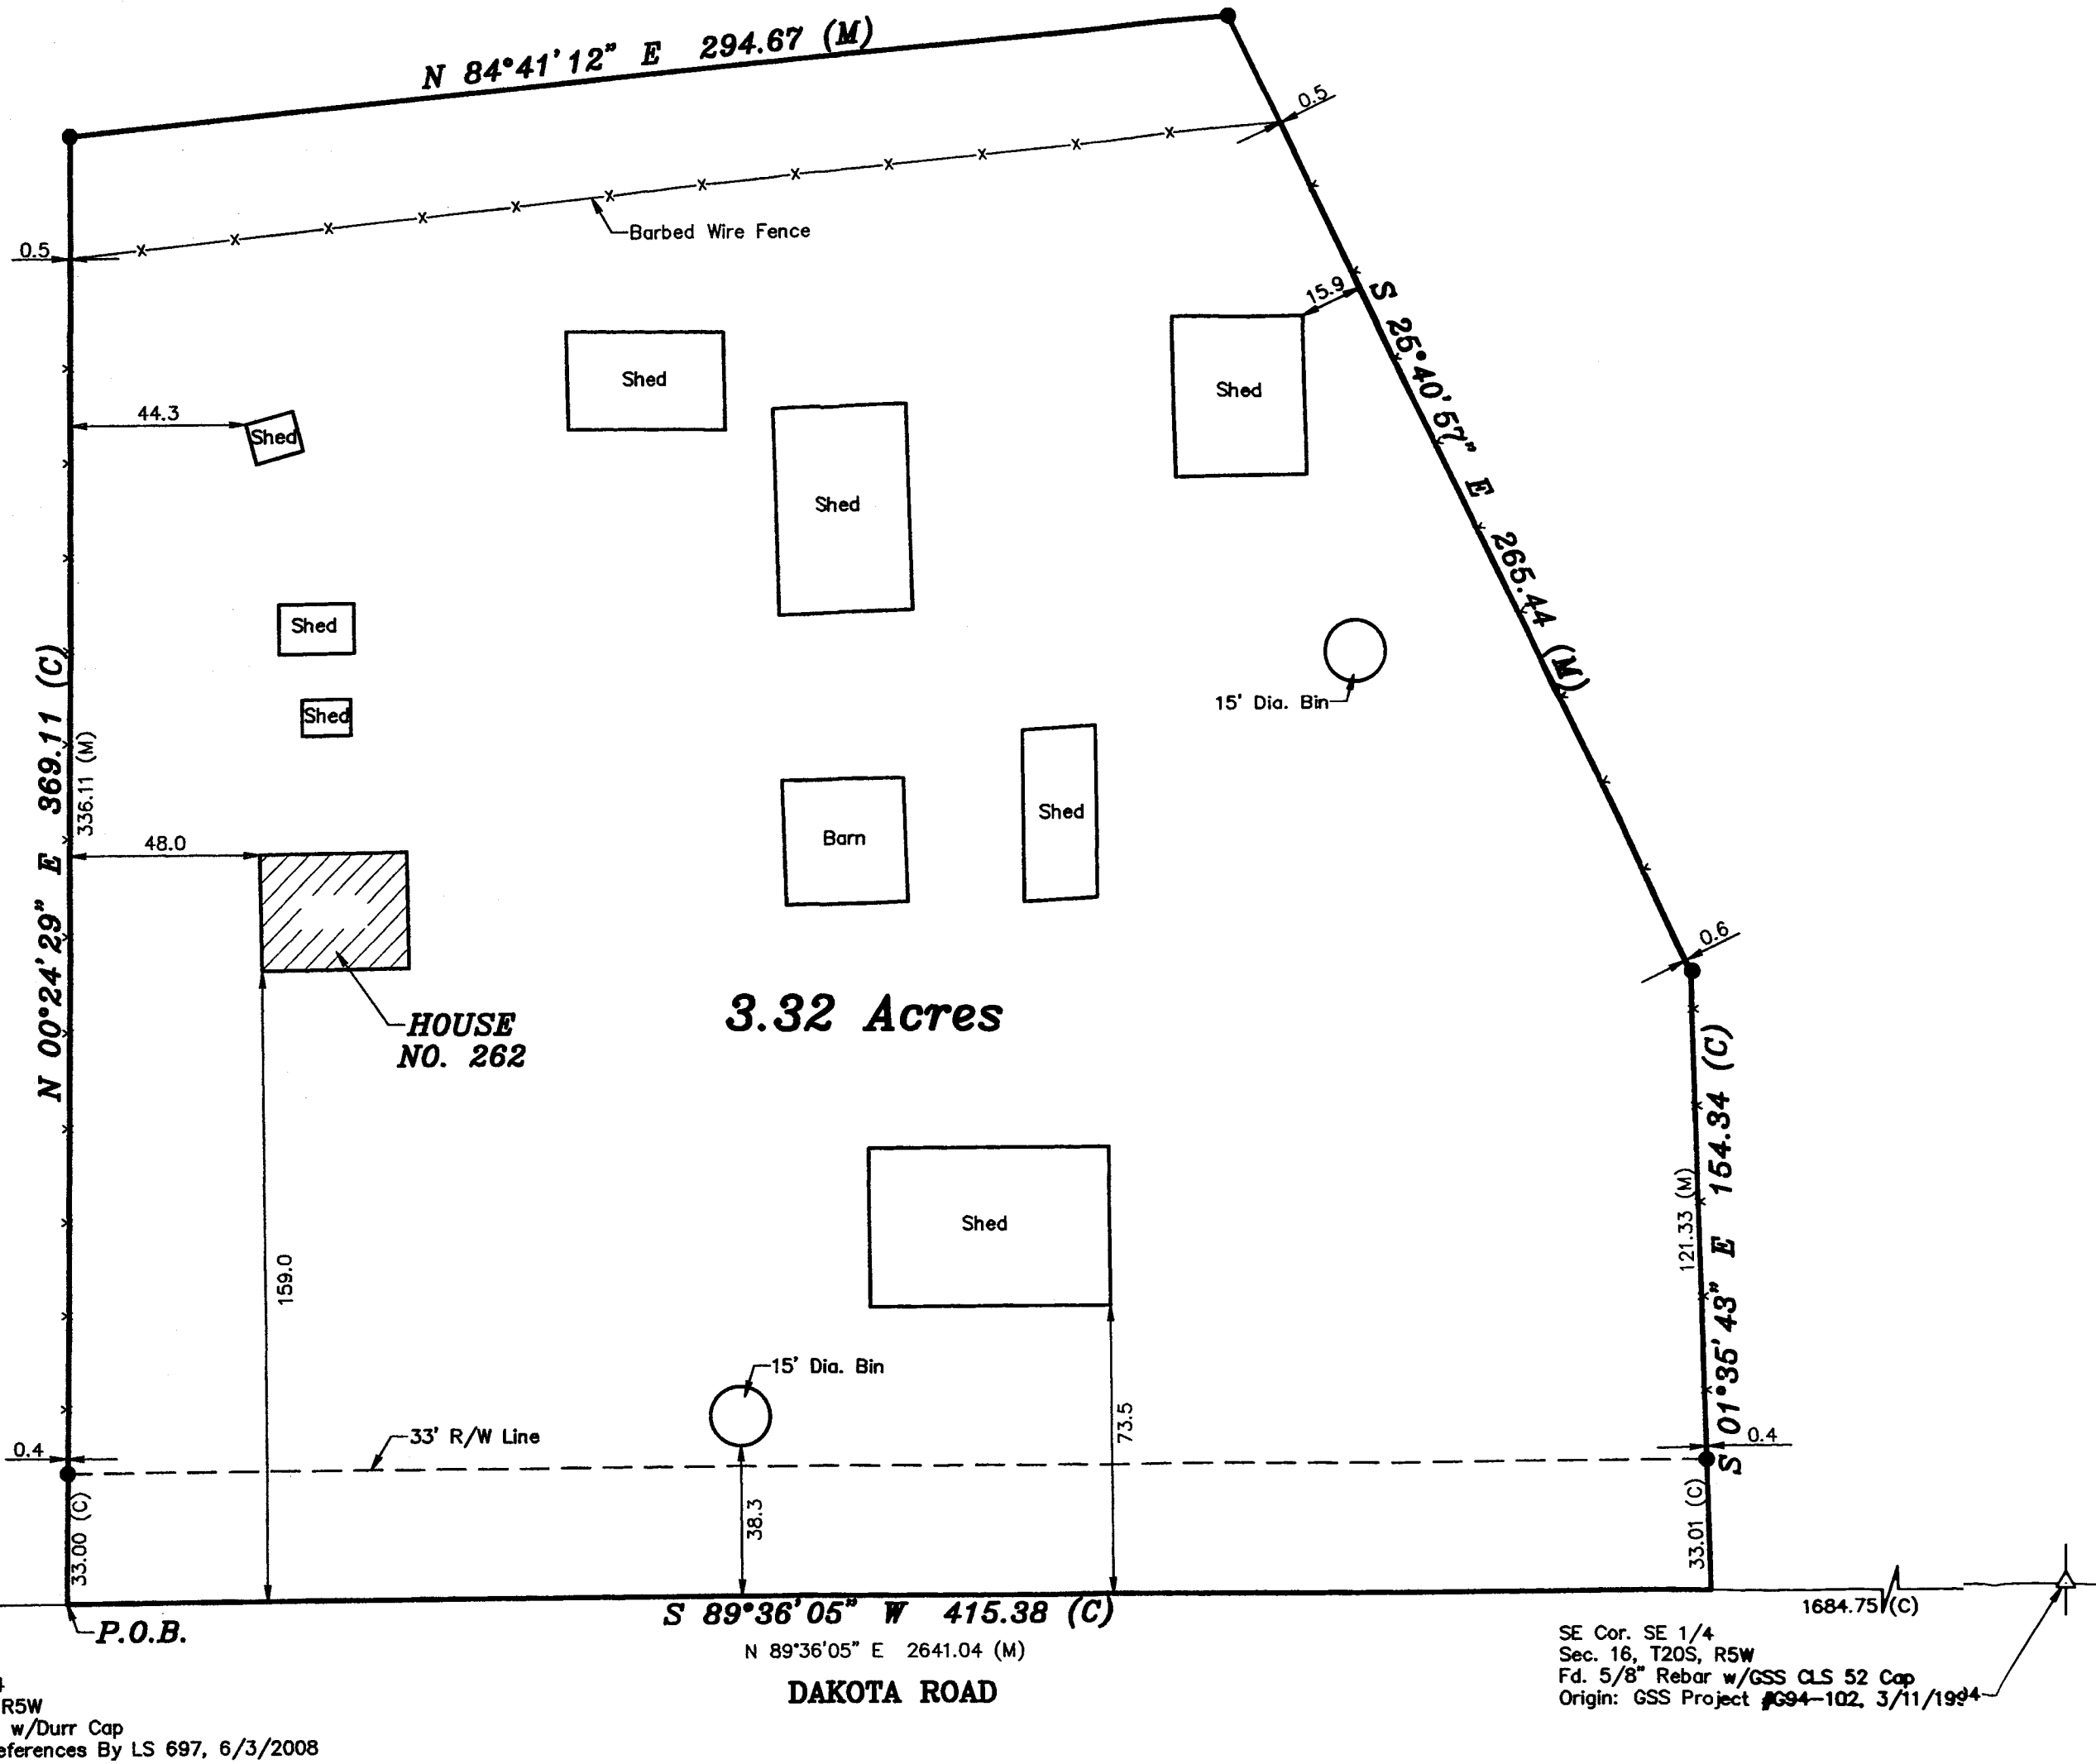 N 84°41'12" E 294.67 (M)
0.5
Barbed Wire Fence
0.5
15.9
S 25°40'57" E 265.44 (M)
Shed
Shed
44.3
Shed
Shed
Shed
Shed
15' Dia. Bin
N 00°24'29" E 369.11 (C)
336.11 (M)
48.0
Barn
Shed
0.6
3.32 Acres
HOUSE
NO. 262
S 01°35'43" E 154.34 (C)
121.33 (M)
Shed
159.0
15' Dia. Bin
73.5
33' R/W Line
0.4
0.4
38.3
33.00 (C)
33.01 (C)
P.O.B.
S 89°36'05" W 415.38 (C)
1684.75 (C)
N 89°36'05" E 2641.04 (M)
DAKOTA ROAD
SE Cor. SE 1/4
Sec. 16, T20S, R5W
Fd. 5/8" Rebar w/GSS CLS 52 Cap
Origin: GSS Project #G94-102, 3/11/1994
4
R5W
w/Durr Cap
eferences By LS 697, 6/3/2008